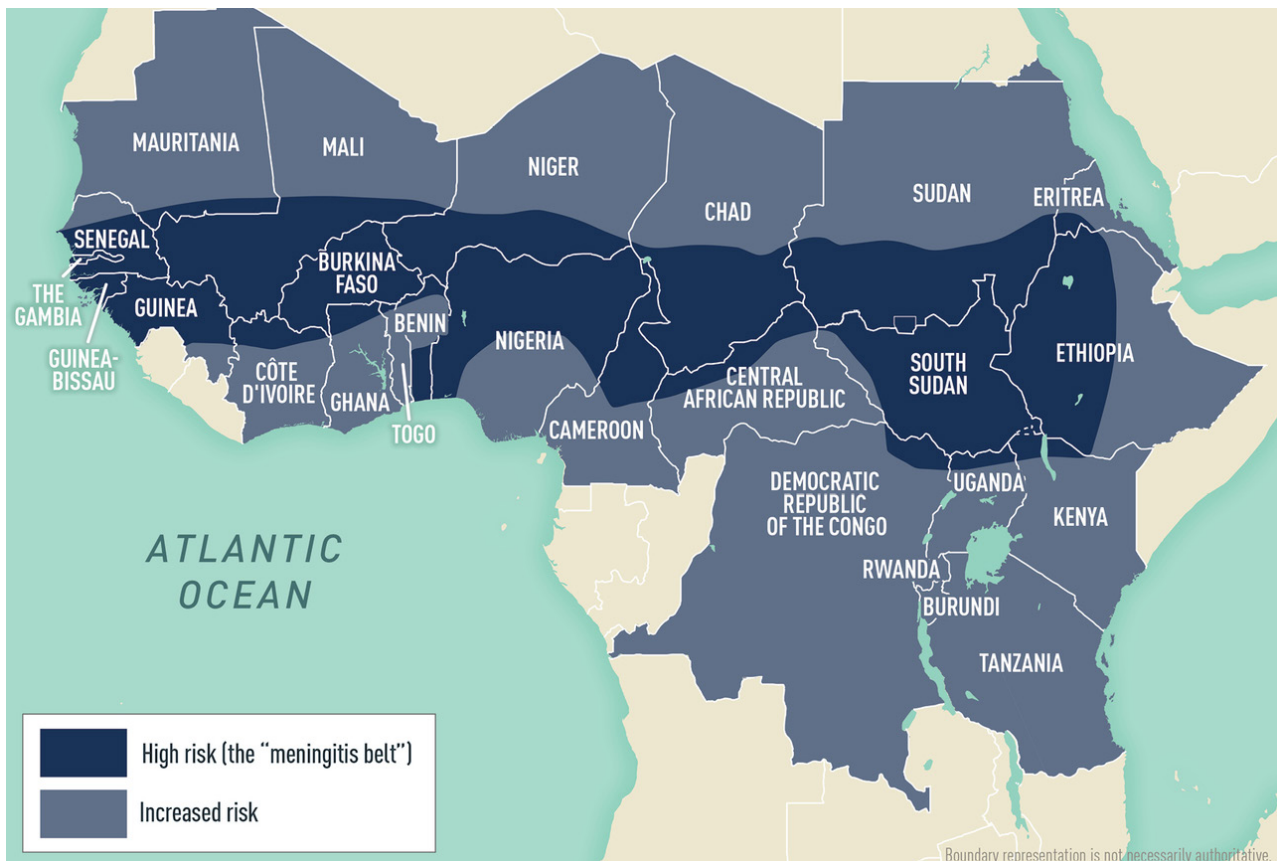 MAURITANIA
MALI
NIGER
CHAD
SUDAN
ERITREA
SENEGAL
THE
GAMBIA
GUINEA-
BISSAU
GUINEA
BURKINA
FASO
BENIN
CÔTE
D'IVOIRE
GHANA
TOGO
NIGERIA
CAMEROON
CENTRAL
AFRICAN REPUBLIC
SOUTH
SUDAN
ETHIOPIA
DEMOCRATIC
REPUBLIC
OF THE CONGO
UGANDA
KENYA
RWANDA
BURUNDI
TANZANIA
ATLANTIC
OCEAN
High risk (the “meningitis belt”)
Increased risk
Boundary representation is not necessarily authoritative.